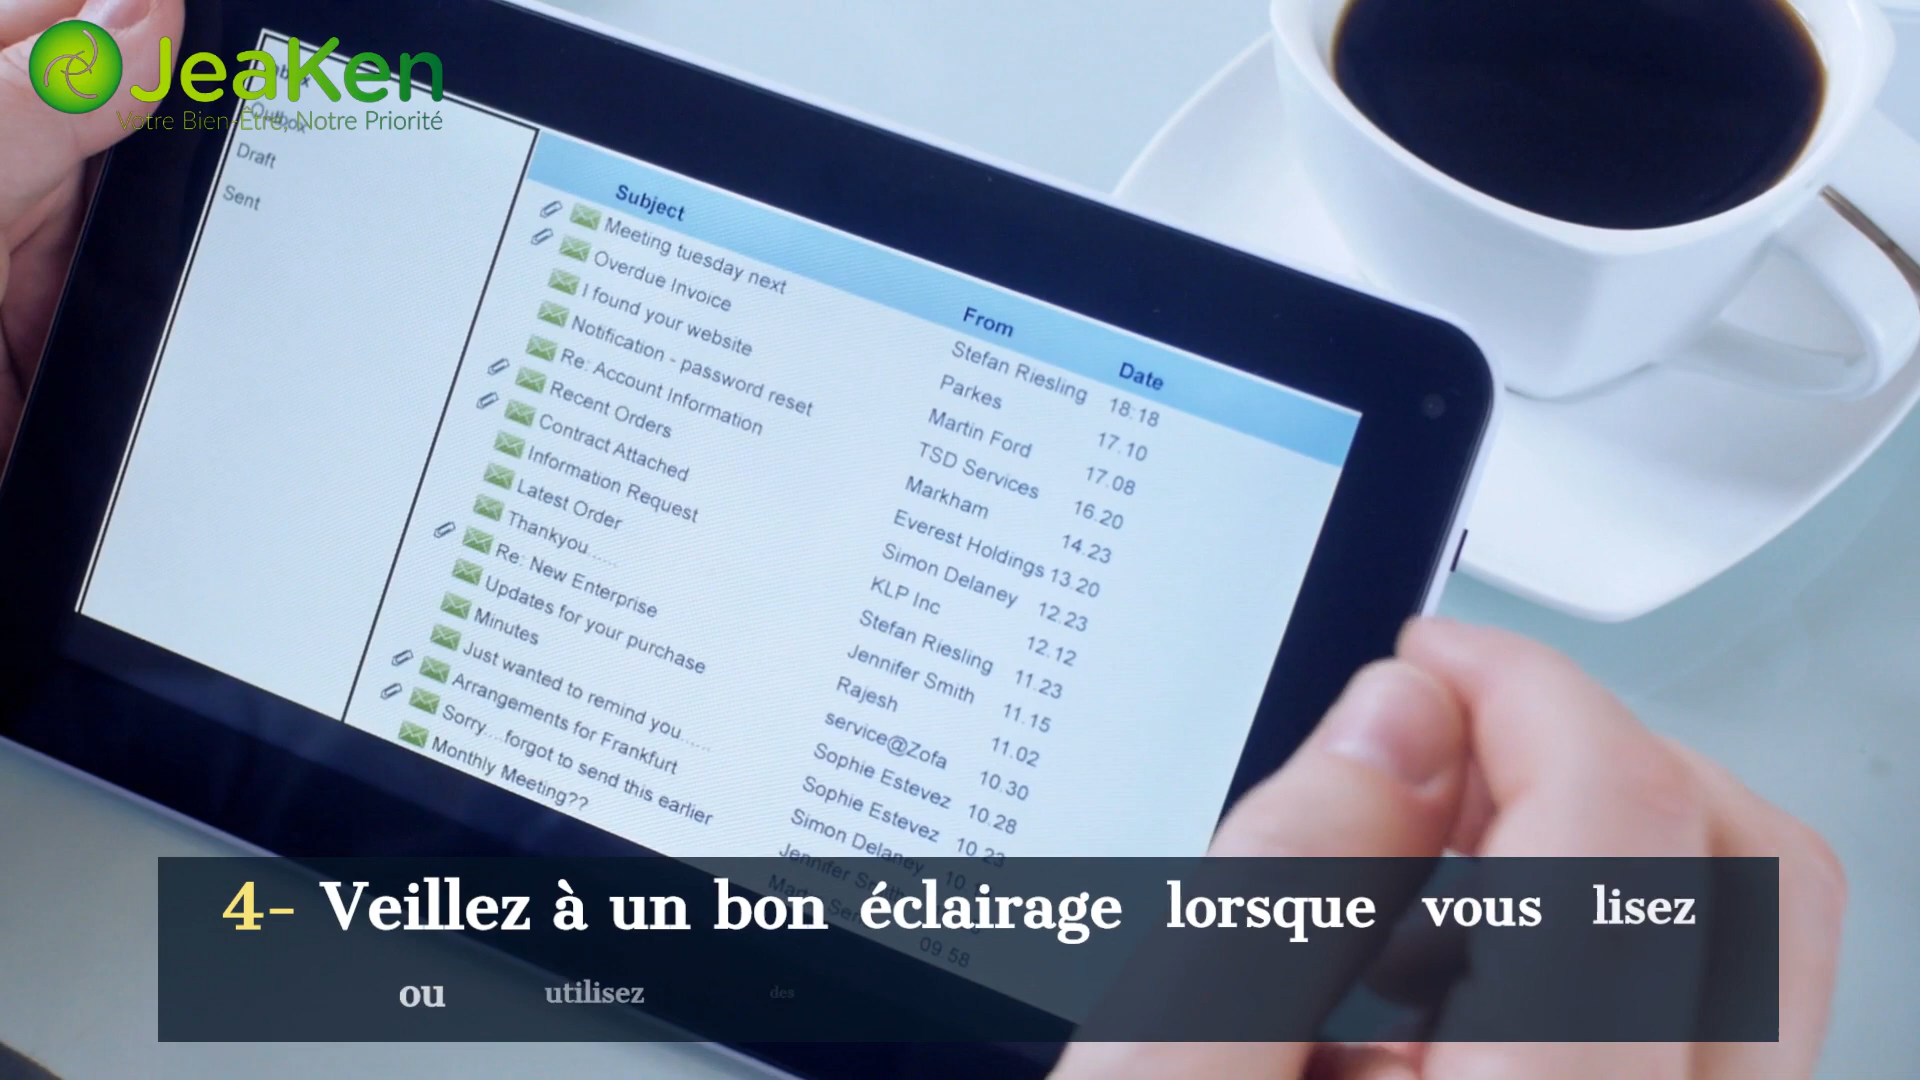 JeaKen
Votre Bien-Être, Notre Priorité
Inbox
Outbox
Draft
Sent
Subject From Date
Meeting tuesday next Stefan Riesling 18:18
Overdue Invoice Parkes 17.10
I found your website Martin Ford 17.08
Notification - password reset TSD Services 16.20
Re: Account Information Markham 14.23
Recent Orders Everest Holdings 13.20
Contract Attached Simon Delaney 12.23
Information Request KLP Inc 12.12
Latest Order Stefan Riesling 11.23
Thankyou...... Jennifer Smith 11.15
Re: New Enterprise Rajesh 11.02
Updates for your purchase service@Zofa 10.30
Minutes Sophie Estevez 10.28
Just wanted to remind you...... Sophie Estevez 10.23
Arrangements for Frankfurt Simon Delaney
Sorry....forgot to send this earlier Jennifer Smith
Monthly Meeting??
09 58
4- Veillez à un bon éclairage lorsque vous lisez
ou utilisez des